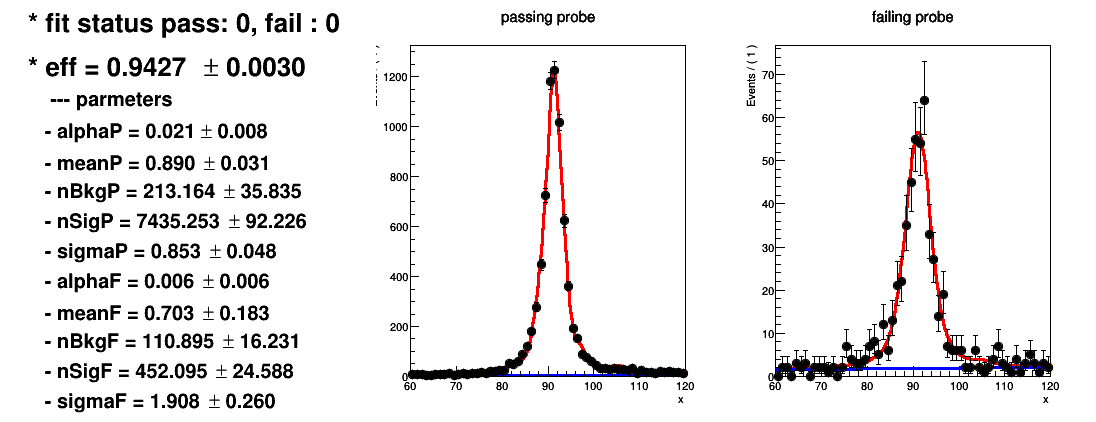 * fit status pass: 0, fail : 0
* eff = 0.9427 ± 0.0030
--- parmeters
- alphaP = 0.021 ± 0.008
- meanP = 0.890 ± 0.031
- nBkgP = 213.164 ± 35.835
- nSigP = 7435.253 ± 92.226
- sigmaP = 0.853 ± 0.048
- alphaF = 0.006 ± 0.006
- meanF = 0.703 ± 0.183
- nBkgF = 110.895 ± 16.231
- nSigF = 452.095 ± 24.588
- sigmaF = 1.908 ± 0.260
passing probe
1200
1000
800
600
400
200
0
60 70 80 90 100 110 120
x
failing probe
Events / ( 1 )
70
60
50
40
30
20
10
0
60 70 80 90 100 110 120
x